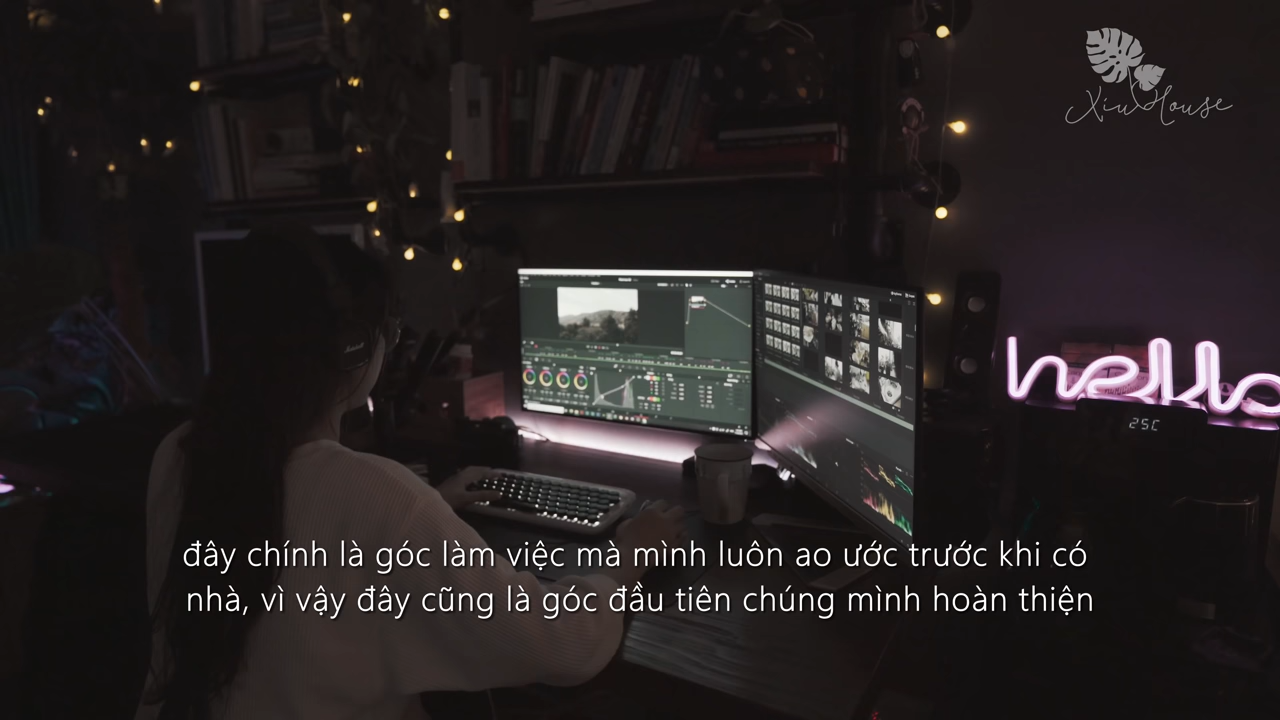 Xiu House
hello
25C
đây chính là góc làm việc mà mình luôn ao ước trước khi có
nhà, vì vậy đây cũng là góc đầu tiên chúng mình hoàn thiện